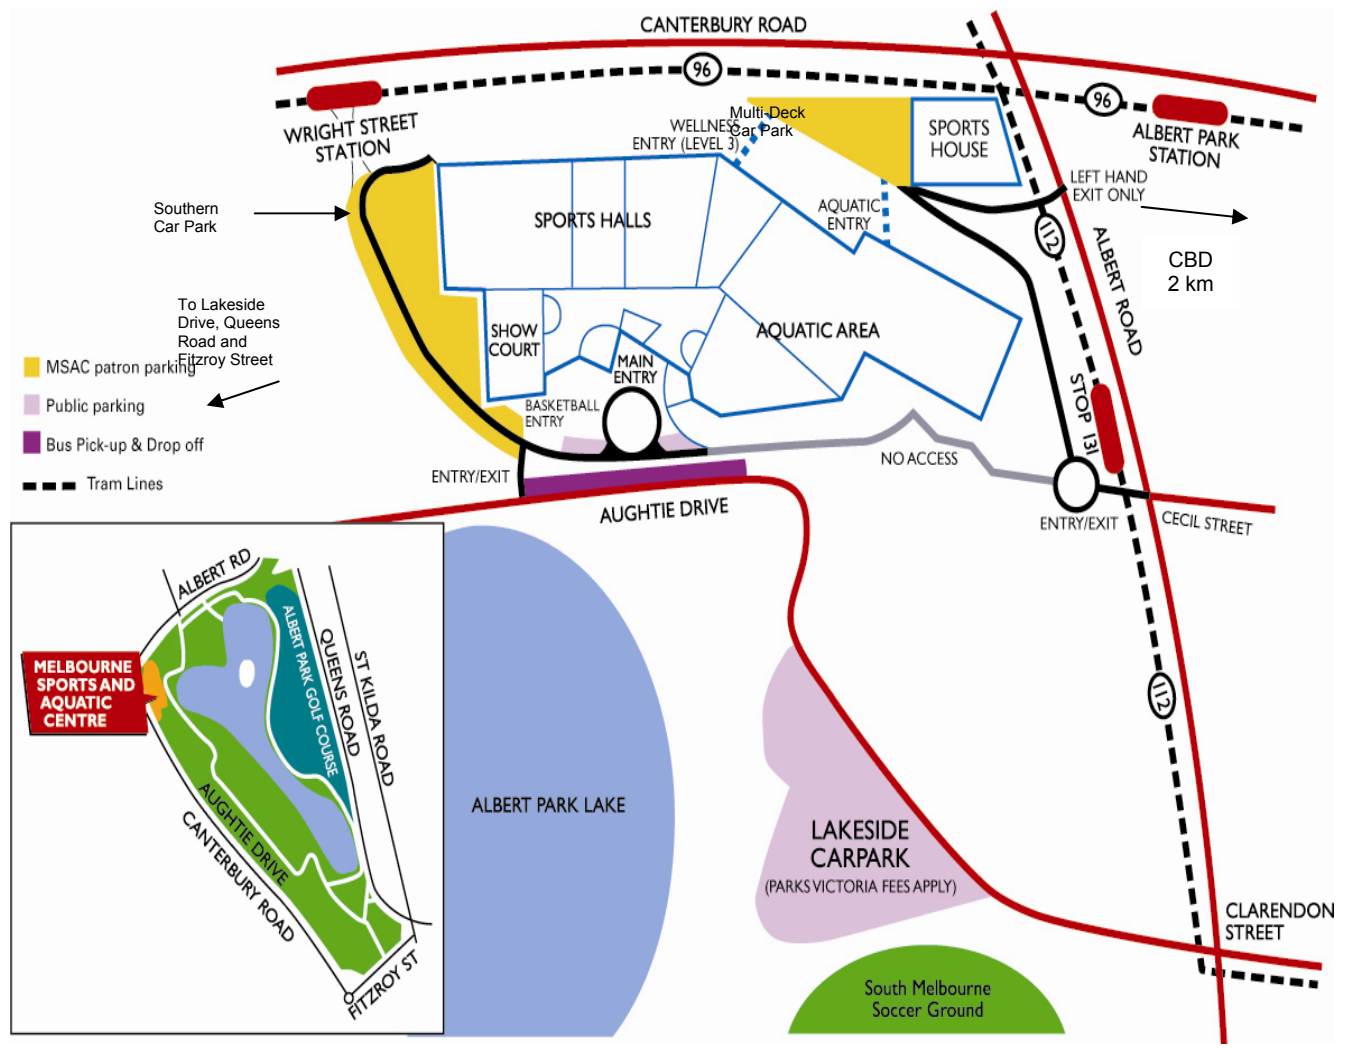 CANTERBURY ROAD
96
96
WRIGHT STREET
STATION
Multi-Deck
Car Park
WELLNESS
ENTRY (LEVEL 3)
SPORTS
HOUSE
ALBERT PARK
STATION
LEFT HAND
EXIT ONLY
Southern
Car Park
SPORTS HALLS
AQUATIC
ENTRY
112
ALBERT ROAD
CBD
2 km
To Lakeside
Drive, Queens
Road and
Fitzroy Street
SHOW
COURT
MAIN
ENTRY
AQUATIC AREA
MSAC patron parking
Public parking
Bus Pick-up & Drop off
Tram Lines
BASKETBALL
ENTRY
STOP 131
NO ACCESS
ENTRY/EXIT
AUGHTIE DRIVE
ENTRY/EXIT
CECIL STREET
ALBERT RD
ALBERT PARK GOLF COURSE
QUEENS ROAD
ST KILDA ROAD
MELBOURNE
SPORTS AND
AQUATIC
CENTRE
AUGHTIE DRIVE
CANTERBURY ROAD
FITZROY ST
112
ALBERT PARK LAKE
LAKESIDE
CARPARK
(PARKS VICTORIA FEES APPLY)
CLARENDON
STREET
South Melbourne
Soccer Ground